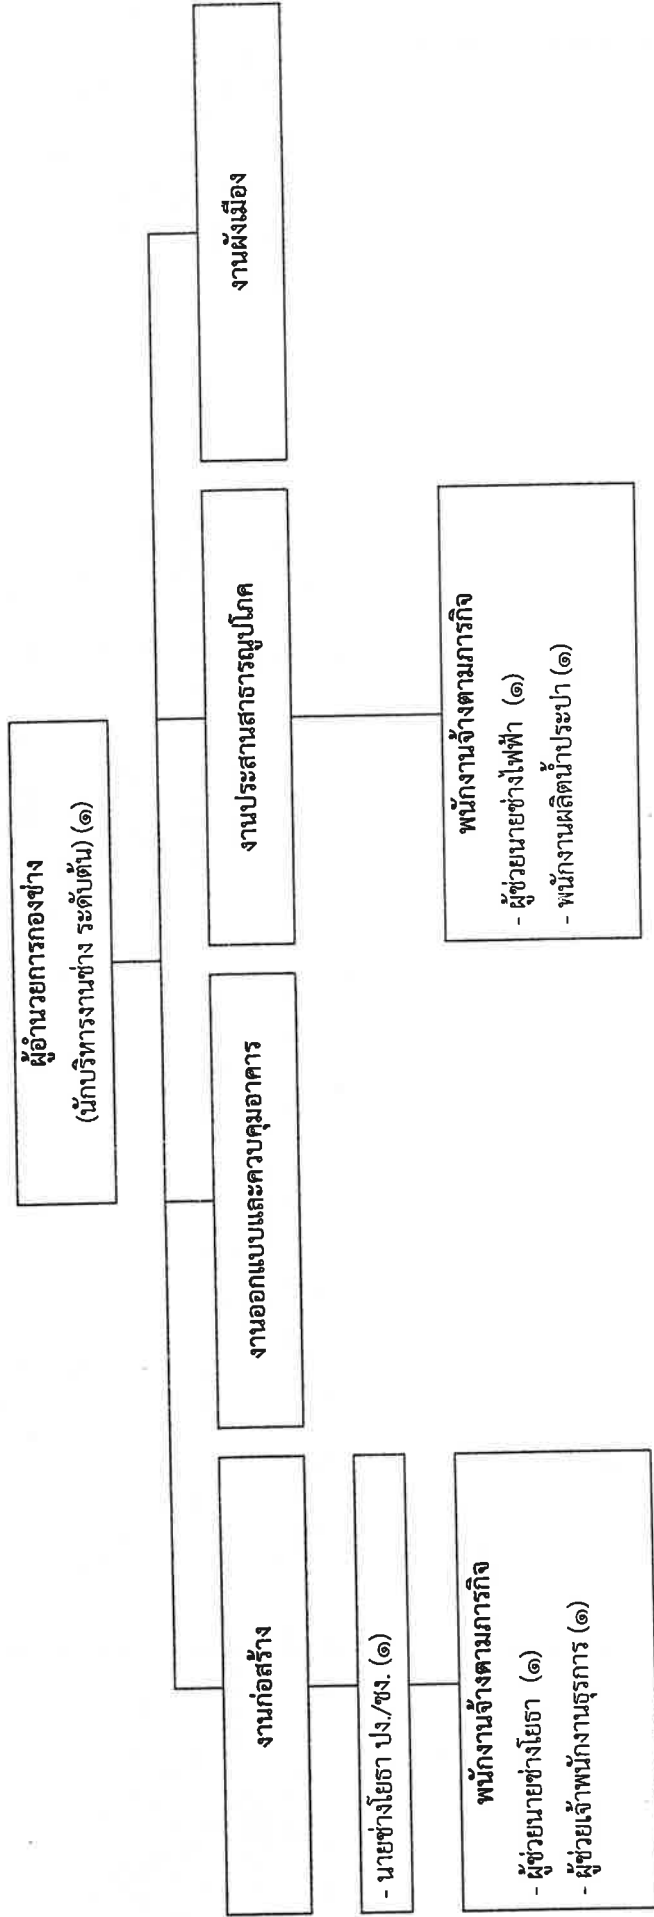 ผู้อำนวยการกองช่าง
(นักบริหารงานช่าง ระดับต้น) (๑)
งานก่อสร้าง
งานออกแบบและควบคุมอาคาร
งานประสานสาธารณูปโภค
งานผังเมือง
- นายช่างโยธา ปง./ชง. (๑)
พนักงานจ้างตามภารกิจ
- ผู้ช่วยนายช่างโยธา (๑)
- ผู้ช่วยเจ้าพนักงานธุรการ (๑)
พนักงานจ้างตามภารกิจ
- ผู้ช่วยนายช่างไฟฟ้า (๑)
- พนักงานผลิตน้ำประปา (๑)